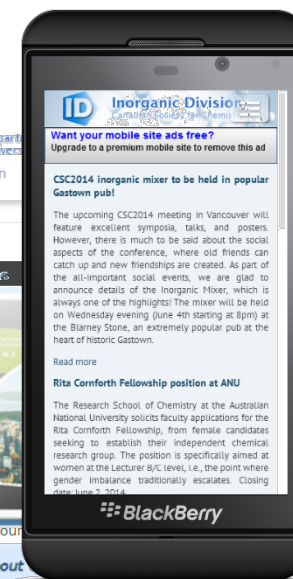 ID Inorganic Division
Canadian Society for Chemistry
Want your mobile site ads free?
Upgrade to a premium mobile site to remove this ad
CSC2014 inorganic mixer to be held in popular
Gastown pub!
The upcoming CSC2014 meeting in Vancouver will
feature excellent symposia, talks, and posters.
However, there is much to be said about the social
aspects of the conference, where old friends can
catch up and new friendships are created. As part of
the all-important social events, we are glad to
announce details of the Inorganic Mixer, which is
always one of the highlights! The mixer will be held
on Wednesday evening (June 4th starting at 8pm) at
the Blarney Stone, an extremely popular pub at the
heart of historic Gastown.
Read more
Rita Cornforth Fellowship position at ANU
The Research School of Chemistry at the Australian
National University solicits faculty applications for the
Rita Cornforth Fellowship, from female candidates
seeking to establish their independent chemical
research group. The position is specifically aimed at
women at the Lecturer B/C level, i.e., the point where
gender imbalance traditionally escalates. Closing
date: June 2, 2014
BlackBerry